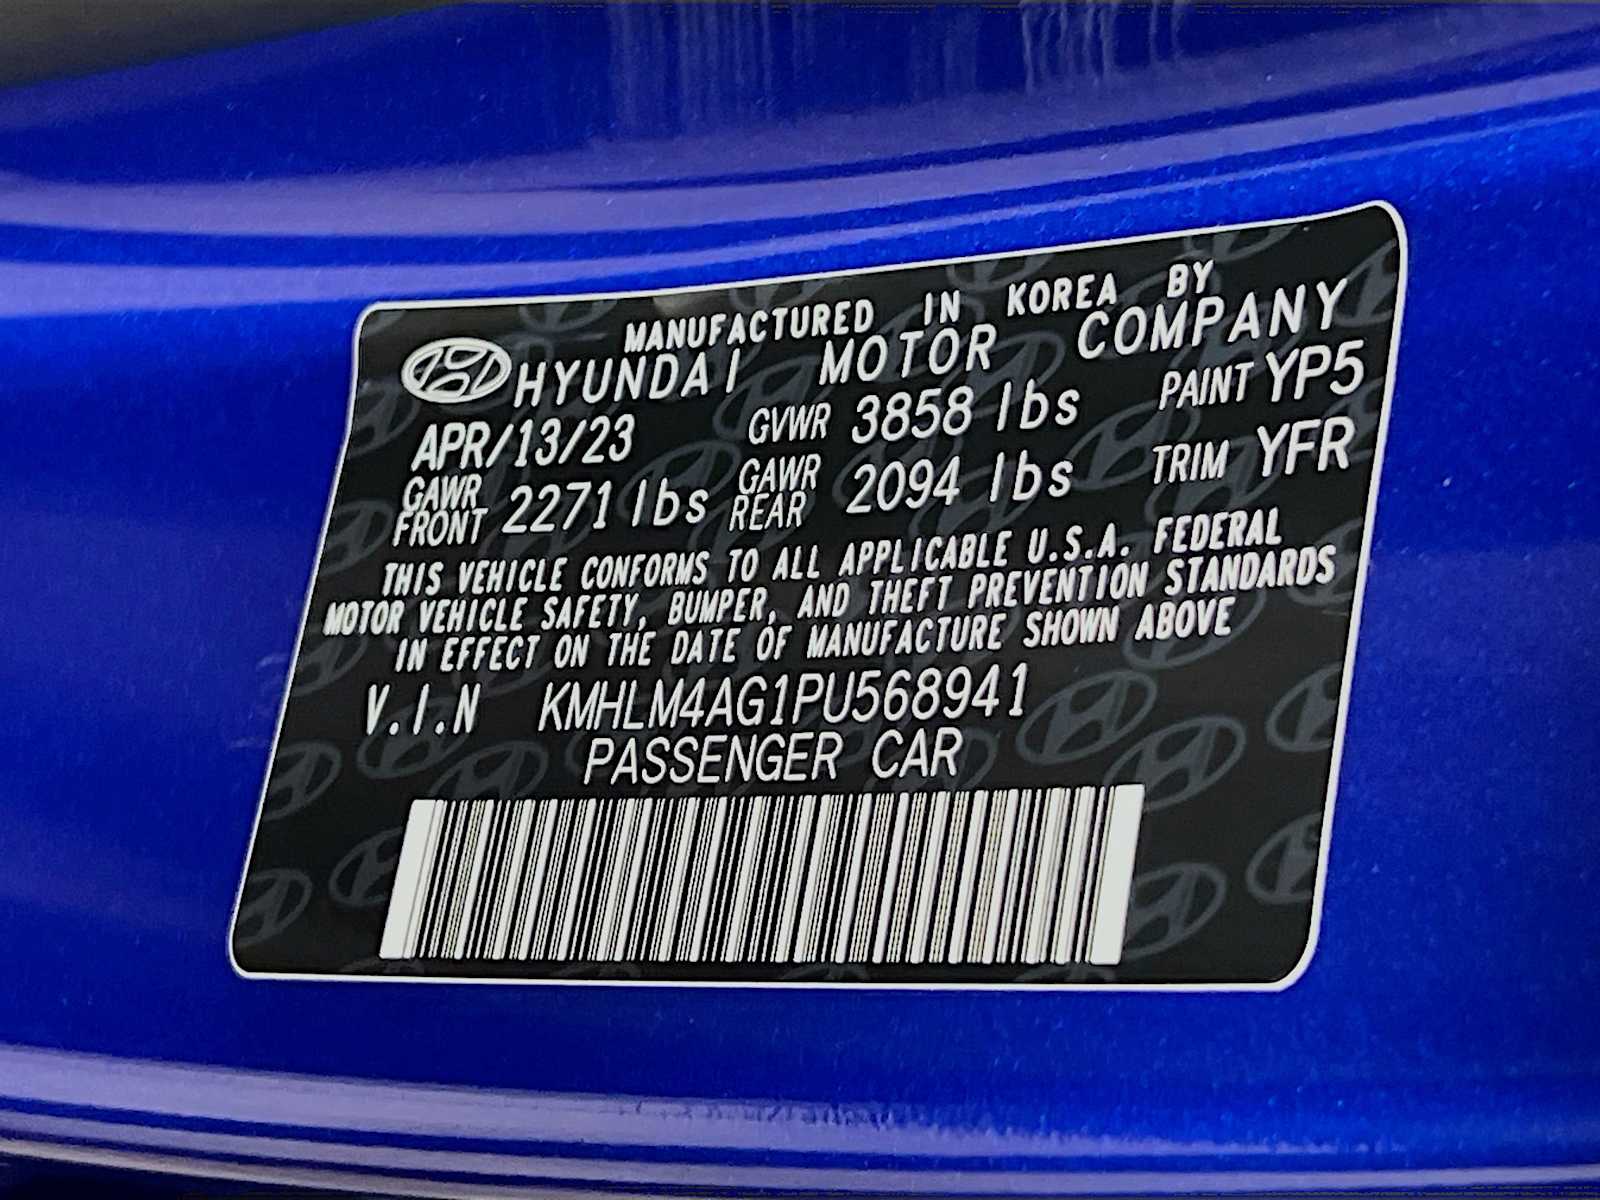 MANUFACTURED IN KOREA BY
HYUNDAI MOTOR COMPANY
APR/13/23 GVWR 3858 lbs PAINT YP5
GAWR FRONT 2271 lbs GAWR REAR 2094 lbs TRIM YFR
THIS VEHICLE CONFORMS TO ALL APPLICABLE U.S.A. FEDERAL
MOTOR VEHICLE SAFETY, BUMPER, AND THEFT PREVENTION STANDARDS
IN EFFECT ON THE DATE OF MANUFACTURE SHOWN ABOVE
V.I.N KMHLM4AG1PU568941
PASSENGER CAR